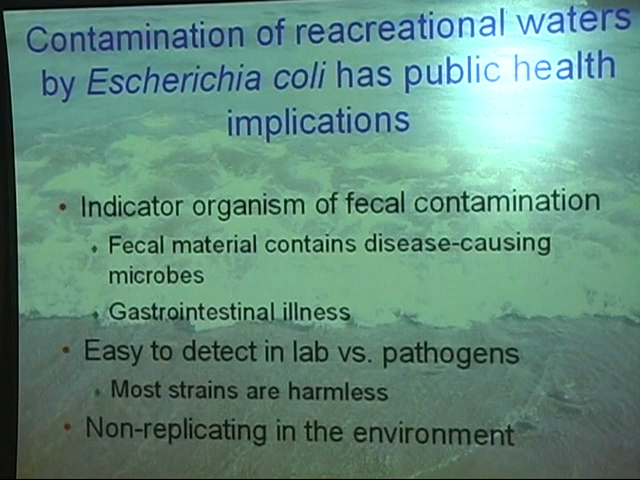 Contamination of reacreational waters
by Escherichia coli has public health
implications
• Indicator organism of fecal contamination
• Fecal material contains disease-causing
microbes
• Gastrointestinal illness
• Easy to detect in lab vs. pathogens
• Most strains are harmless
• Non-replicating in the environment